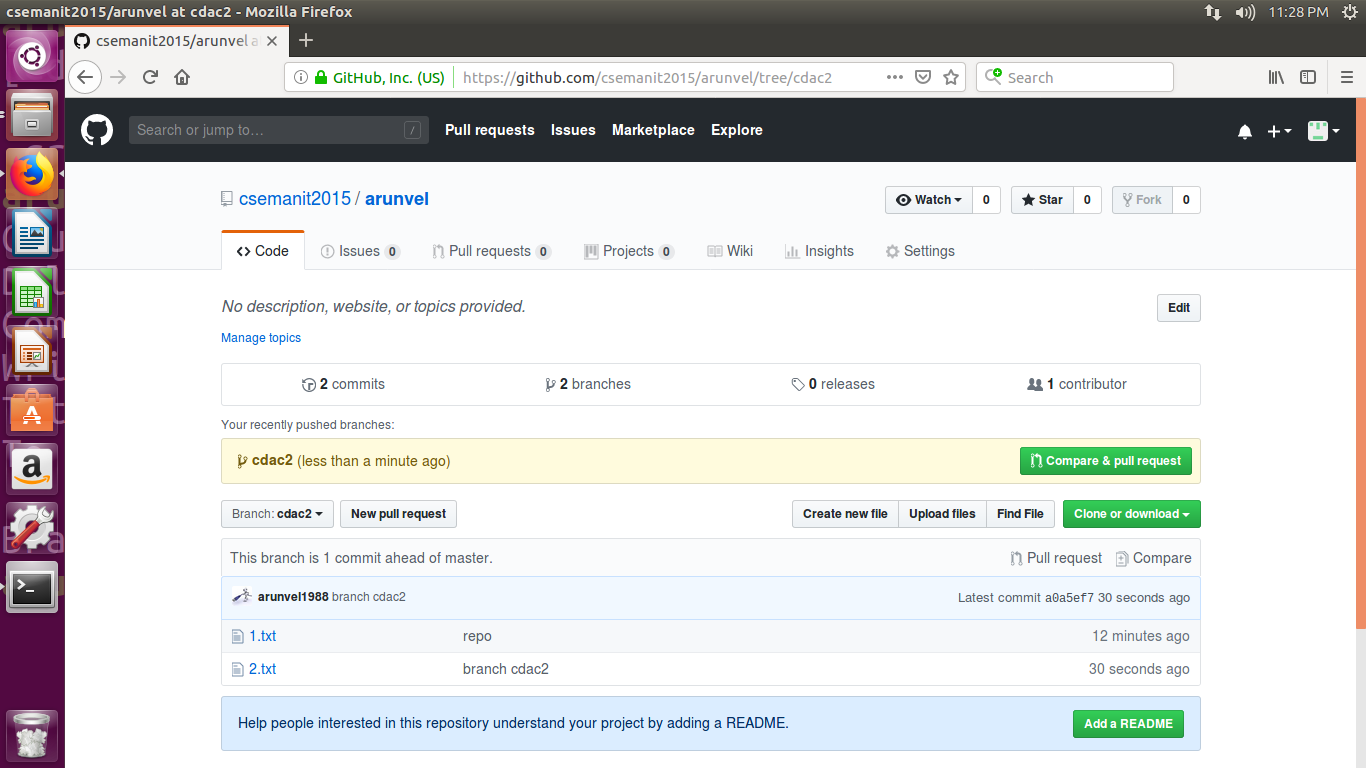 csemanit2015/arunvel at cdac2 - Mozilla Firefox
11:28 PM
csemanit2015/arunvel a
GitHub, Inc. (US)
https://github.com/csemanit2015/arunvel/tree/cdac2
Search
Search or jump to…
/
Pull requests
Issues
Marketplace
Explore
csemanit2015 / arunvel
Watch 0
Star 0
Fork 0
Code
Issues 0
Pull requests 0
Projects 0
Wiki
Insights
Settings
No description, website, or topics provided.
Edit
Manage topics
2 commits
2 branches
0 releases
1 contributor
Your recently pushed branches:
cdac2 (less than a minute ago)
Compare & pull request
Branch: cdac2
New pull request
Create new file
Upload files
Find File
Clone or download
This branch is 1 commit ahead of master.
Pull request
Compare
arunvel1988 branch cdac2
Latest commit a0a5ef7 30 seconds ago
1.txt
repo
12 minutes ago
2.txt
branch cdac2
30 seconds ago
Help people interested in this repository understand your project by adding a README.
Add a README